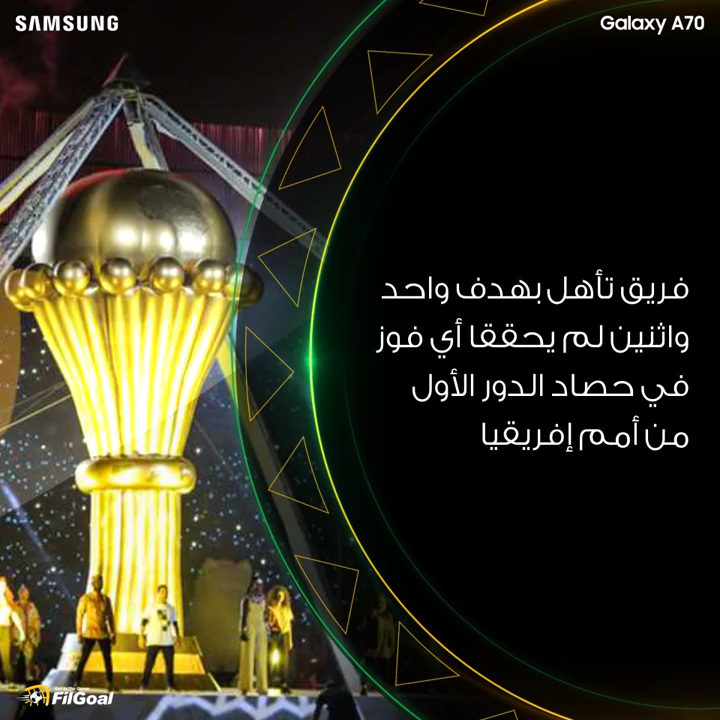 SAMSUNG
Galaxy A70
فريق تأهل بهدف واحد
واثنين لم يحققا أي فوز
في حصاد الدور الأول
من أمم إفريقيا
FilGoal